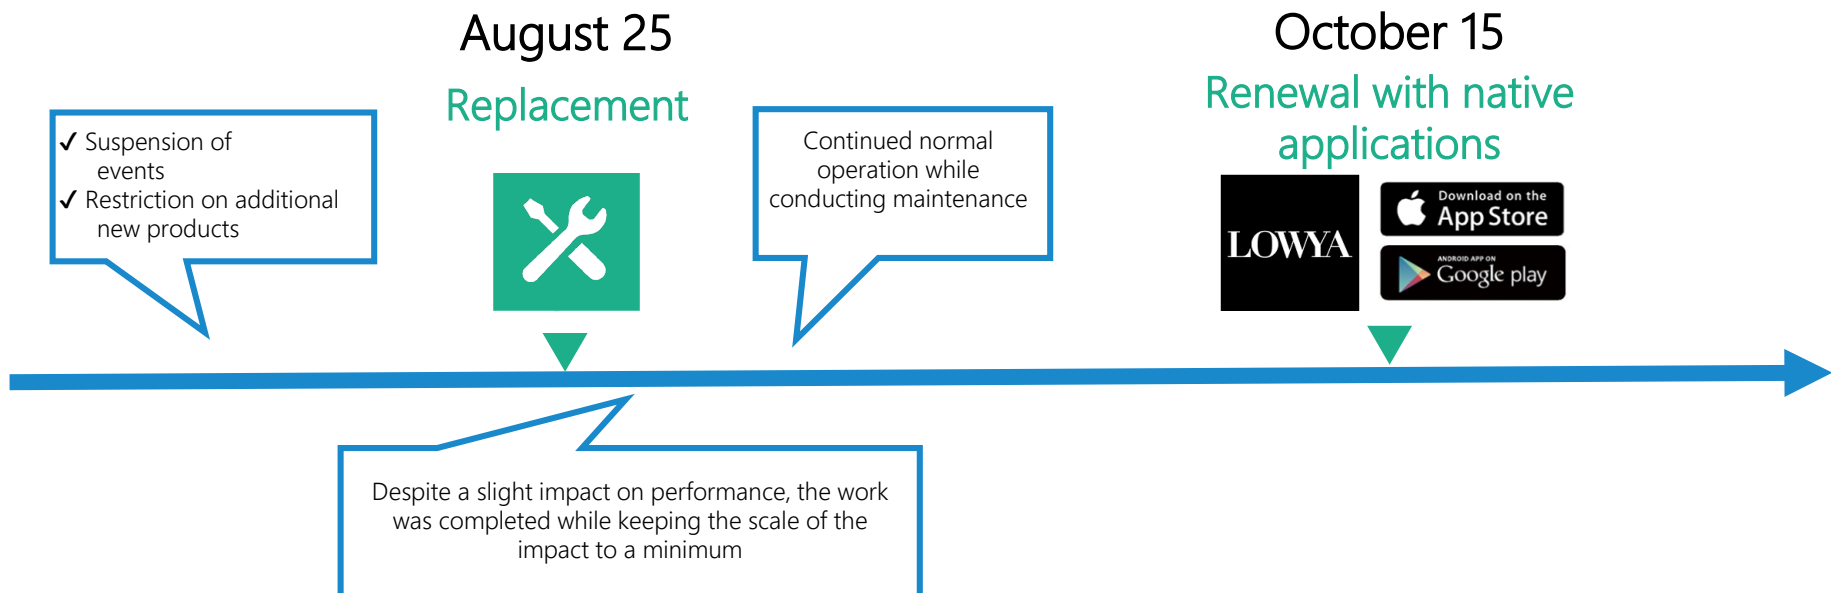 August 25
Replacement
October 15
Renewal with native
applications
✓ Suspension of
events
✓ Restriction on additional
new products
Continued normal
operation while
conducting maintenance
LOWYA
Download on the
App Store
ANDROID APP ON
Google play
Despite a slight impact on performance, the work
was completed while keeping the scale of the
impact to a minimum